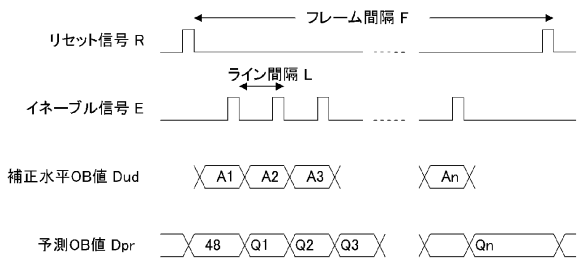 フレーム間隔 F
リセット信号 R
ライン間隔 L
イネーブル信号 E
補正水平OB値 Dud A1 A2 A3 An
予測OB値 Dpr 48 Q1 Q2 Q3 Qn